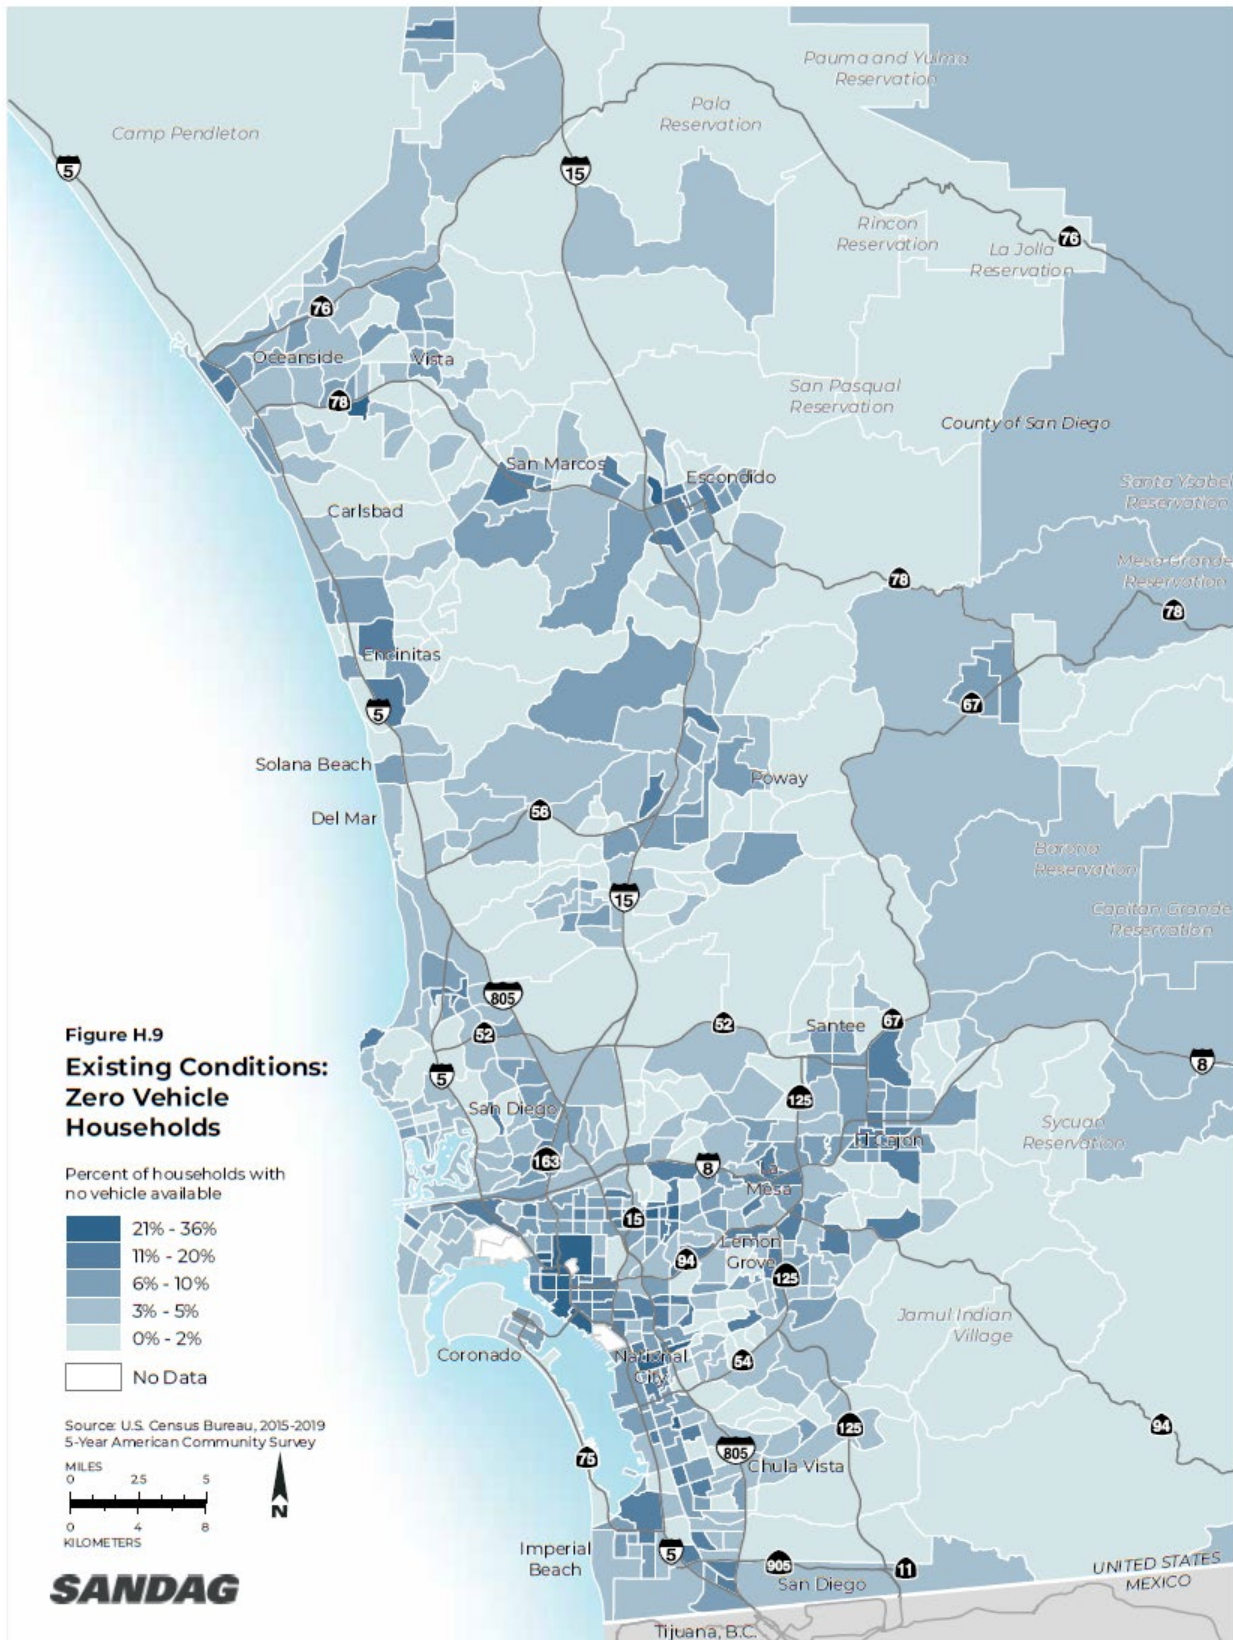 Pauma and Yuima
Reservation
Pala
Reservation
Camp Pendleton
5
15
Rincon
Reservation
La Jolla
Reservation
76
76
Oceanside
Vista
78
San Pasqual
Reservation
County of San Diego
San Marcos
Escondido
Santa Ysabel
Reservation
Carlsbad
Mesa Grande
Reservation
78
78
Encinitas
67
5
Solana Beach
Poway
Del Mar
56
Barona
Reservation
15
Capitan Grande
Reservation
805
52
52
Santee
67
8
5
125
San Diego
El Cajon
Sycuan
Reservation
163
8
La
Mesa
15
94
Lemon
Grove
125
Jamul Indian
Village
Coronado
National
City
54
125
94
75
805
Chula Vista
Imperial
Beach
5
905
11
San Diego
UNITED STATES
MEXICO
Tijuana, B.C.
Figure H.9
Existing Conditions:
Zero Vehicle
Households
Percent of households with
no vehicle available
21% - 36%
11% - 20%
6% - 10%
3% - 5%
0% - 2%
No Data
Source: U.S. Census Bureau, 2015-2019
5-Year American Community Survey
MILES
0 2.5 5
0 4 8
KILOMETERS
N
SANDAG